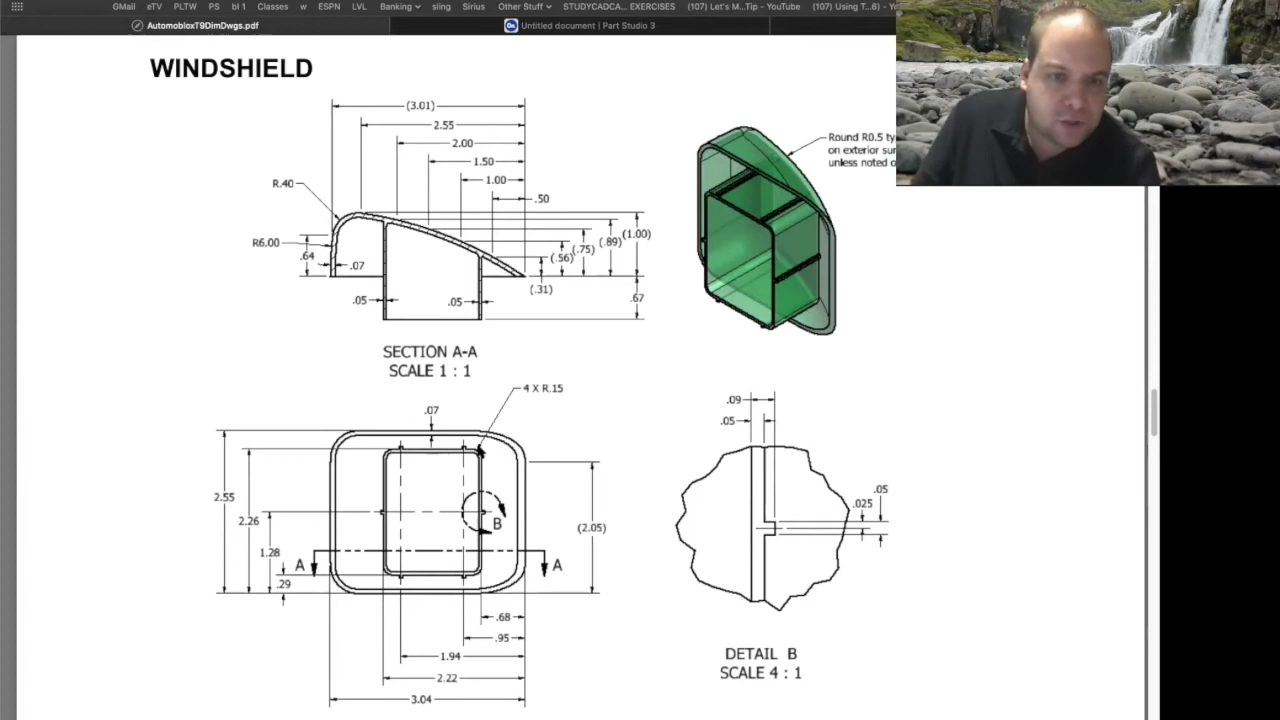 GMail eTV PLTW PS bl 1 Classes w ESPN LVL Banking sling Sirius Other Stuff STUDYCADCA... EXERCISES (107) Let's M...Tip - YouTube (107) Using T...6) - Yo
AutomobloxT9DimDwgs.pdf
On Untitled document | Part Studio 3
WINDSHIELD
(3.01)
2.55
2.00
1.50
1.00
.50
R.40
R6.00
.64
.07
.05
.05
(.31)
(.56)
(.75)
(.89)
(1.00)
.67
SECTION A-A
SCALE 1 : 1
Round R0.5 ty
on exterior sur
unless noted o
4 X R.15
.07
2.55
2.26
1.28
.29
A
A
B
(2.05)
.68
.95
1.94
2.22
3.04
.09
.05
.05
.025
DETAIL B
SCALE 4 : 1